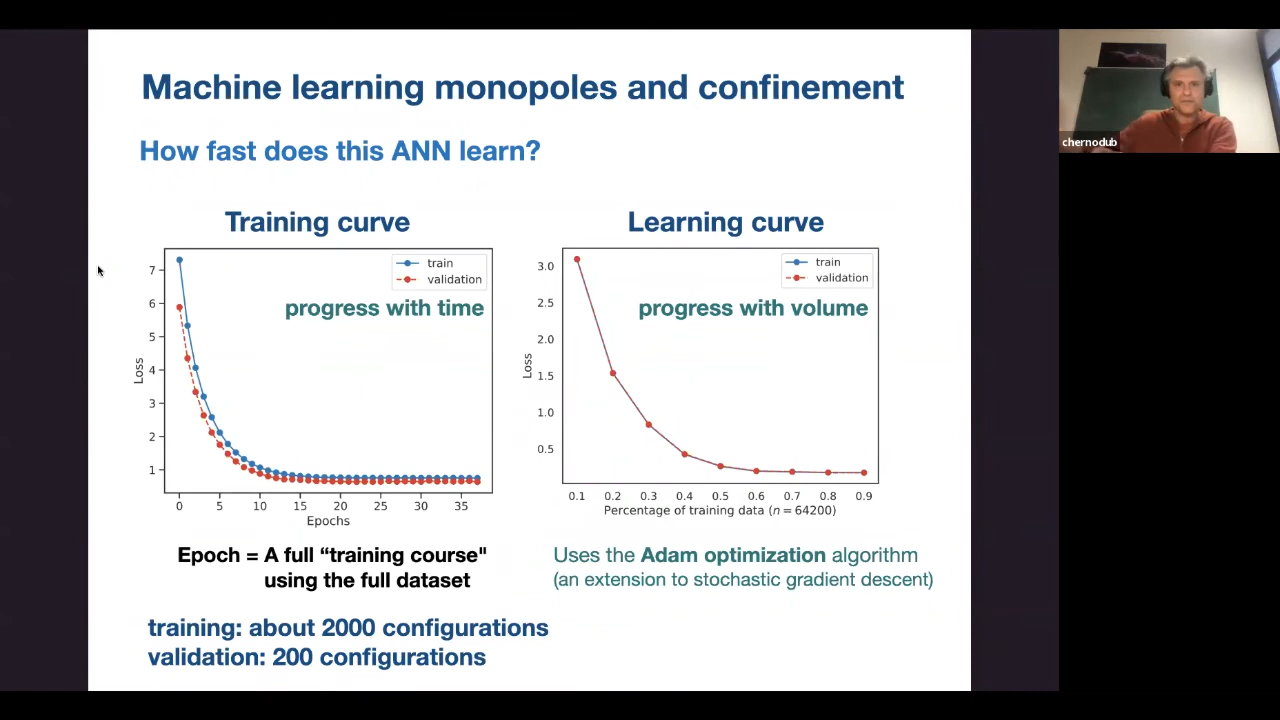 Machine learning monopoles and confinement
How fast does this ANN learn?
Training curve
Learning curve
train
validation
progress with time
7
6
5
4
3
2
1
Loss
0 5 10 15 20 25 30 35
Epochs
train
validation
progress with volume
3.0
2.5
2.0
1.5
1.0
0.5
Loss
0.1 0.2 0.3 0.4 0.5 0.6 0.7 0.8 0.9
Percentage of training data (n = 64200)
Epoch = A full “training course"
using the full dataset
Uses the Adam optimization algorithm
(an extension to stochastic gradient descent)
training: about 2000 configurations
validation: 200 configurations
chernodub